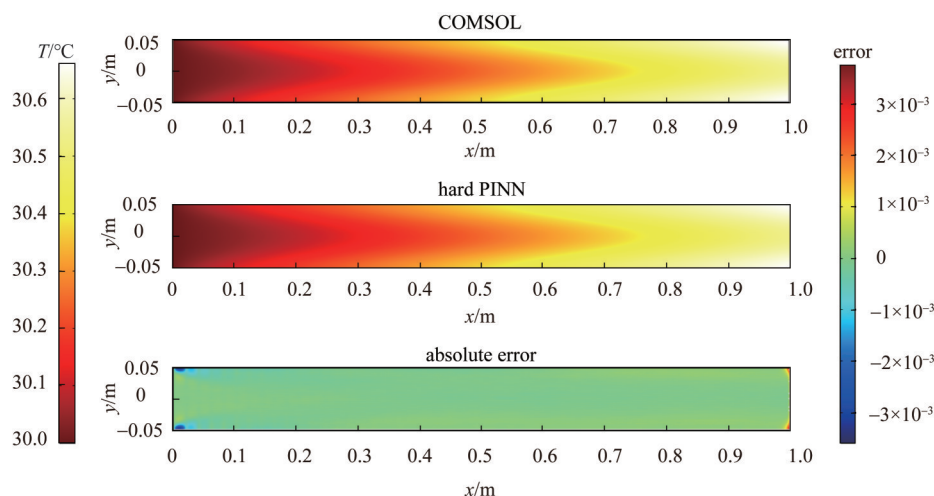 COMSOL
T/°C
30.6
30.5
30.4
30.3
30.2
30.1
30.0
y/m
0.05
0
−0.05
0 0.1 0.2 0.3 0.4 0.5 0.6 0.7 0.8 0.9 1.0
x/m
hard PINN
y/m
0.05
0
−0.05
0 0.1 0.2 0.3 0.4 0.5 0.6 0.7 0.8 0.9 1.0
x/m
absolute error
y/m
0.05
0
−0.05
0 0.1 0.2 0.3 0.4 0.5 0.6 0.7 0.8 0.9 1.0
x/m
error
3×10⁻³
2×10⁻³
1×10⁻³
0
−1×10⁻³
−2×10⁻³
−3×10⁻³